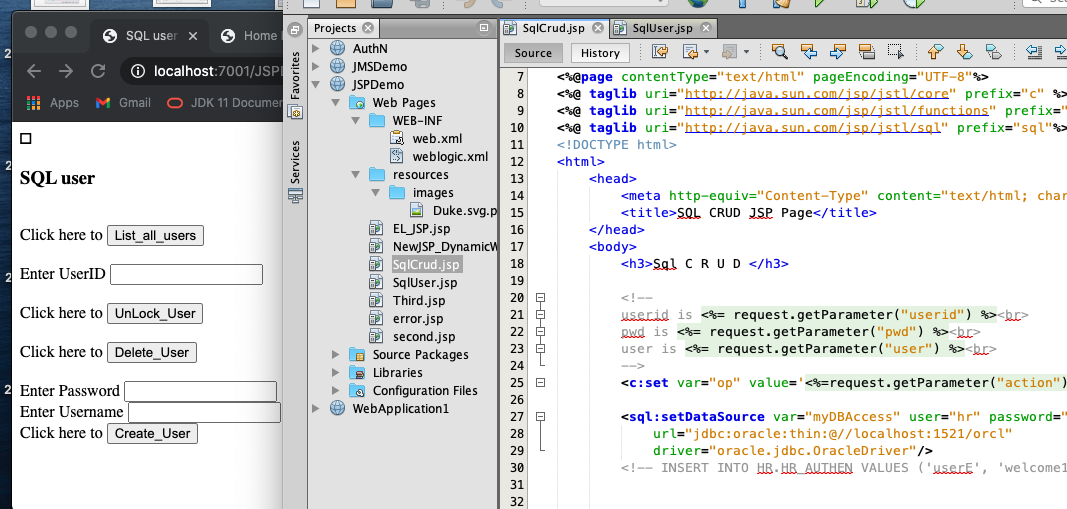 SQL user
Home
localhost:7001/JSPD
Apps
Gmail
JDK 11 Documen
SQL user
Click here to List_all_users
Enter UserID
Click here to UnLock_User
Click here to Delete_User
Enter Password
Enter Username
Click here to Create_User
Favorites
Services
Projects
AuthN
JMSDemo
JSPDemo
Web Pages
WEB-INF
web.xml
weblogic.xml
resources
images
Duke.svg.p
EL_JSP.jsp
NewJSP_DynamicW
SqlCrud.jsp
SqlUser.jsp
Third.jsp
error.jsp
second.jsp
Source Packages
Libraries
Configuration Files
WebApplication1
SqlCrud.jsp
SqlUser.jsp
Source
History
7 <%@page contentType="text/html" pageEncoding="UTF-8"%>
8 <%@ taglib uri="http://java.sun.com/jsp/jstl/core" prefix="c" %>
9 <%@ taglib uri="http://java.sun.com/jsp/jstl/functions" prefix=
10 <%@ taglib uri="http://java.sun.com/jsp/jstl/sql" prefix="sql"%>
11 <!DOCTYPE html>
12 <html>
13 <head>
14 <meta http-equiv="Content-Type" content="text/html; char
15 <title>SQL CRUD JSP Page</title>
16 </head>
17 <body>
18 <h3>Sql C R U D </h3>
19
20 <!--
21 userid is <%= request.getParameter("userid") %><br>
22 pwd is <%= request.getParameter("pwd") %><br>
23 user is <%= request.getParameter("user") %><br>
24 -->
25 <c:set var="op" value='<%=request.getParameter("action")
26
27 <sql:setDataSource var="myDBAccess" user="hr" password="
28 url="jdbc:oracle:thin:@//localhost:1521/orcl"
29 driver="oracle.jdbc.OracleDriver"/>
30 <!-- INSERT INTO HR.HR_AUTHEN VALUES ('userE', 'welcome1
31
32